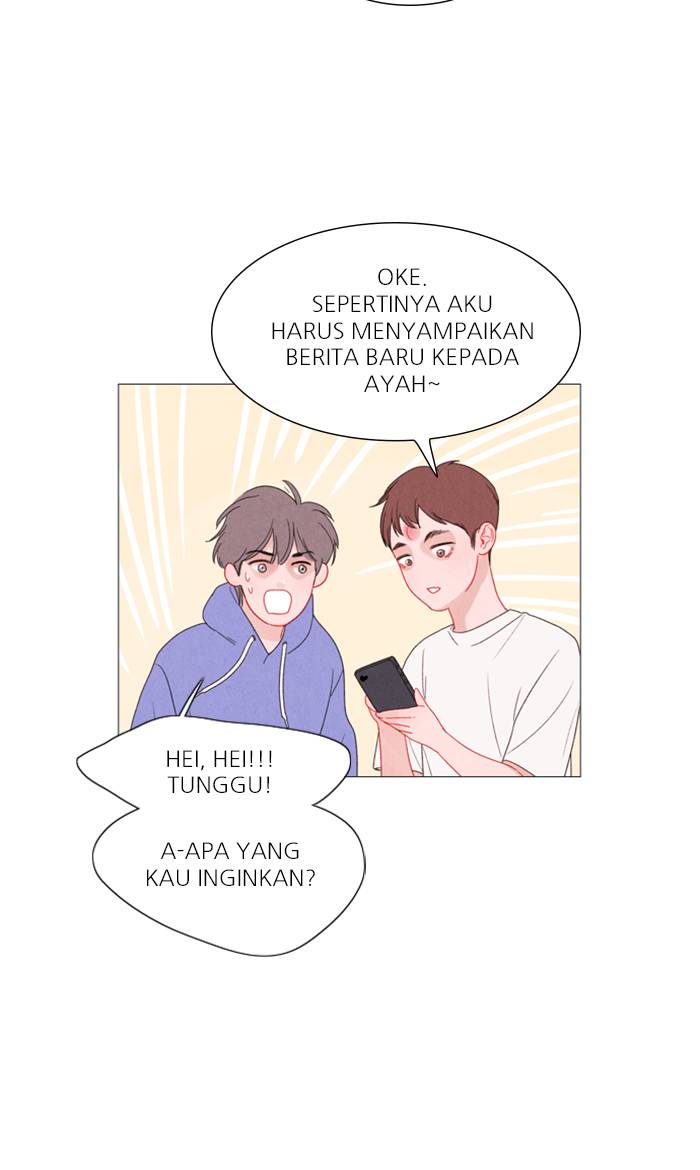 OKE.
SEPERTINYA AKU
HARUS MENYAMPAIKAN
BERITA BARU KEPADA
AYAH~
HEI, HEI!!!
TUNGGU!
A-APA YANG
KAU INGINKAN?